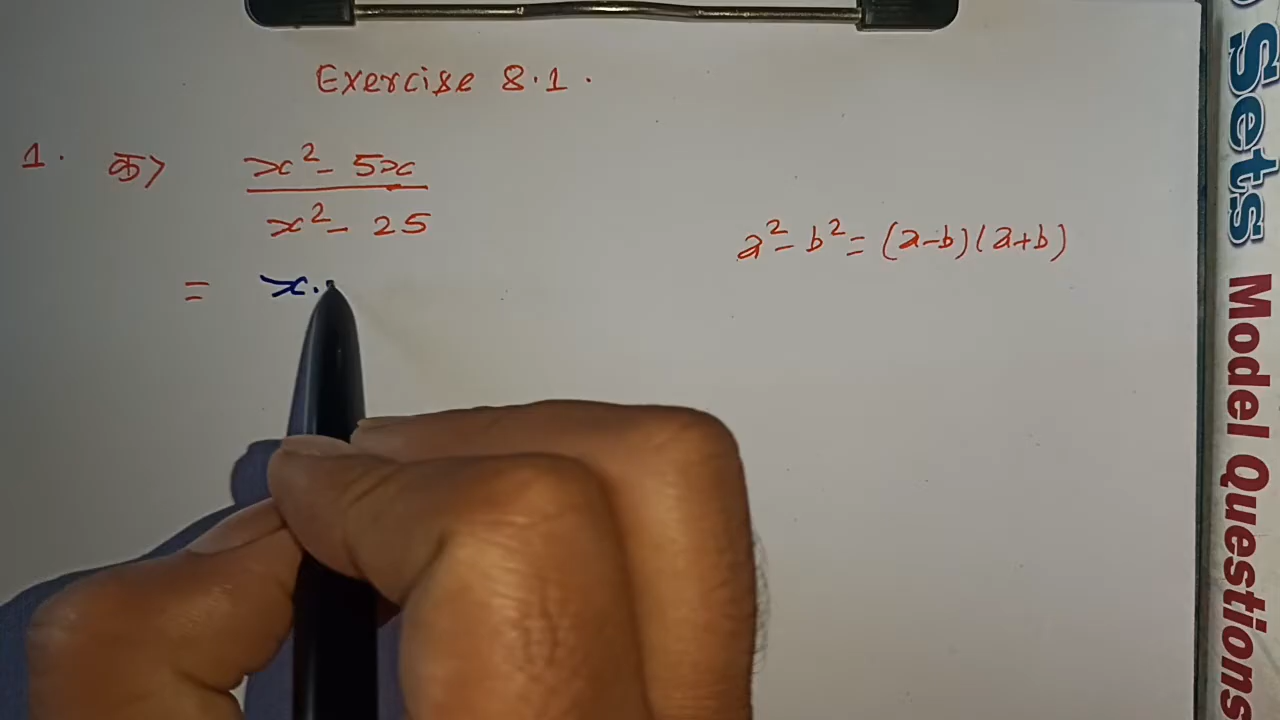 Exercise 8.1.
1. क> x² - 5x
x² - 25
a² - b² = (a-b)(a+b)
= x.
Sets Model Questions